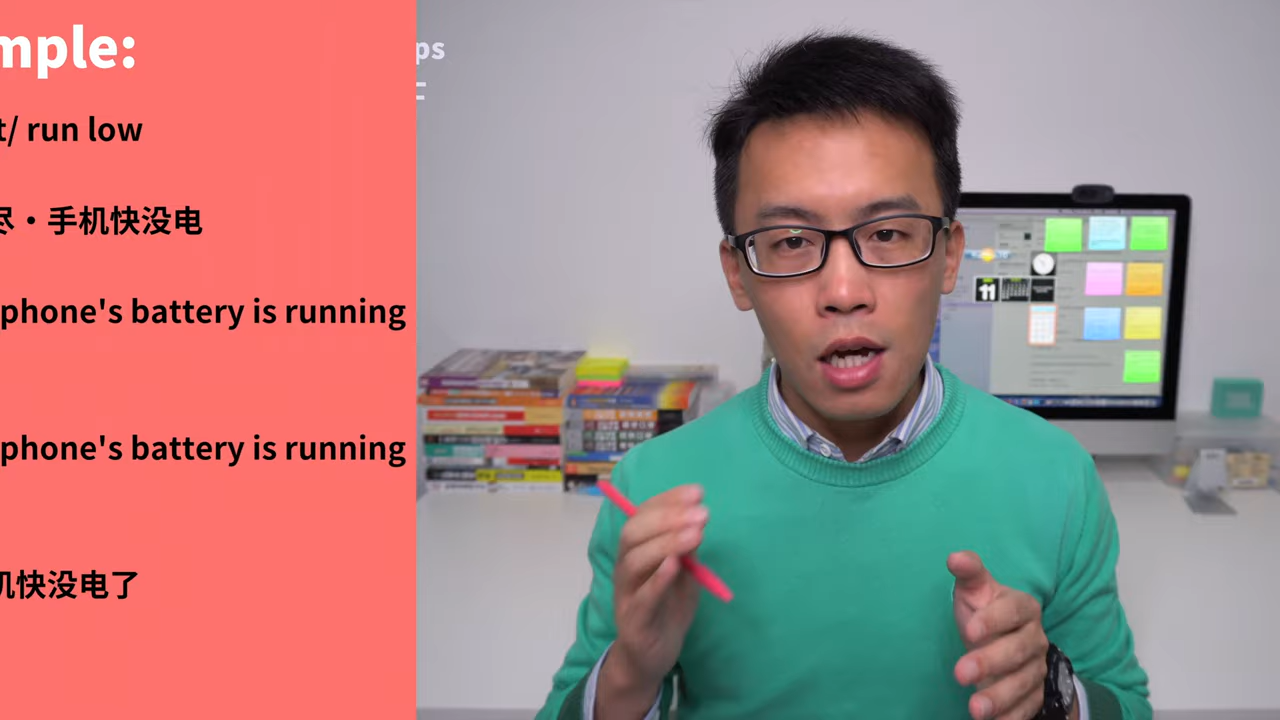 mple:
ps
t/ run low
尽・手机快没电
phone's battery is running
phone's battery is running
机快没电了
11